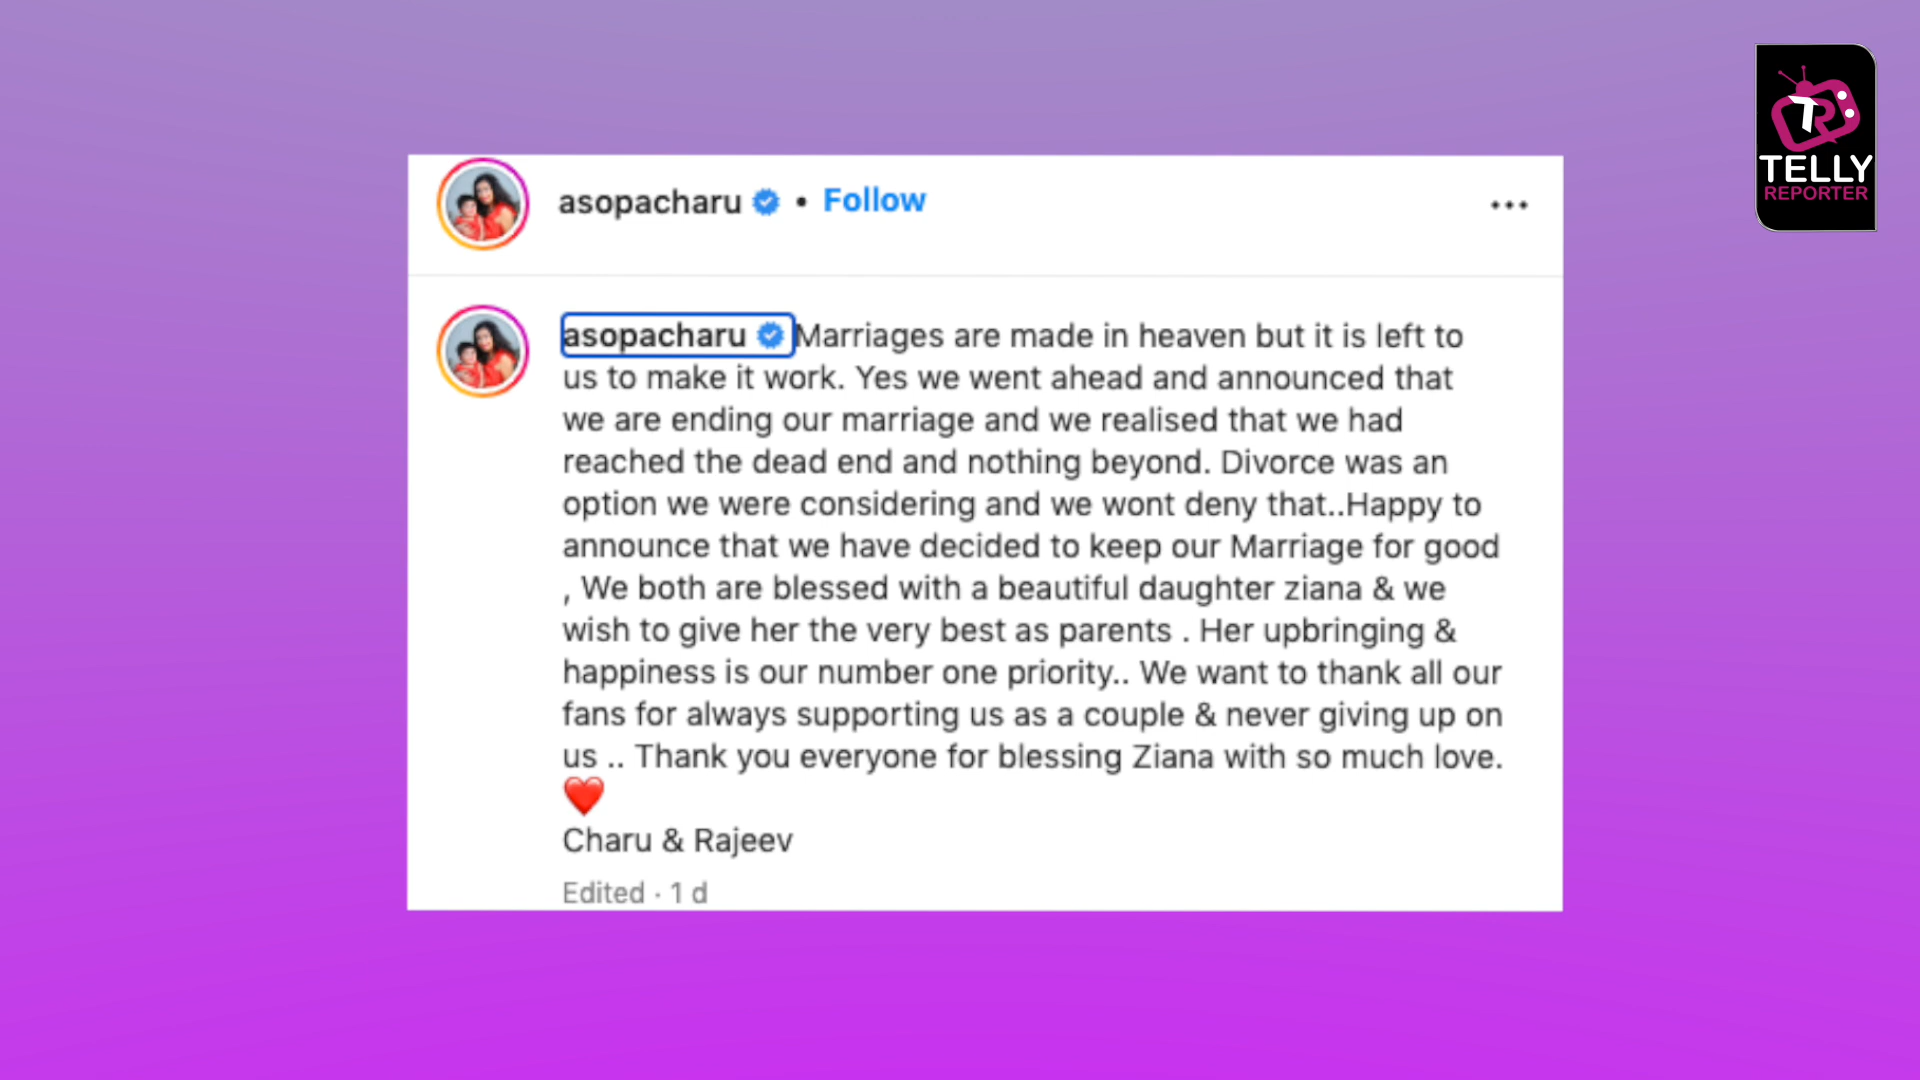 asopacharu • Follow
...
TR
TELLY
REPORTER
asopacharu Marriages are made in heaven but it is left to
us to make it work. Yes we went ahead and announced that
we are ending our marriage and we realised that we had
reached the dead end and nothing beyond. Divorce was an
option we were considering and we wont deny that..Happy to
announce that we have decided to keep our Marriage for good
, We both are blessed with a beautiful daughter ziana & we
wish to give her the very best as parents . Her upbringing &
happiness is our number one priority.. We want to thank all our
fans for always supporting us as a couple & never giving up on
us .. Thank you everyone for blessing Ziana with so much love.
❤️
Charu & Rajeev
Edited · 1 d